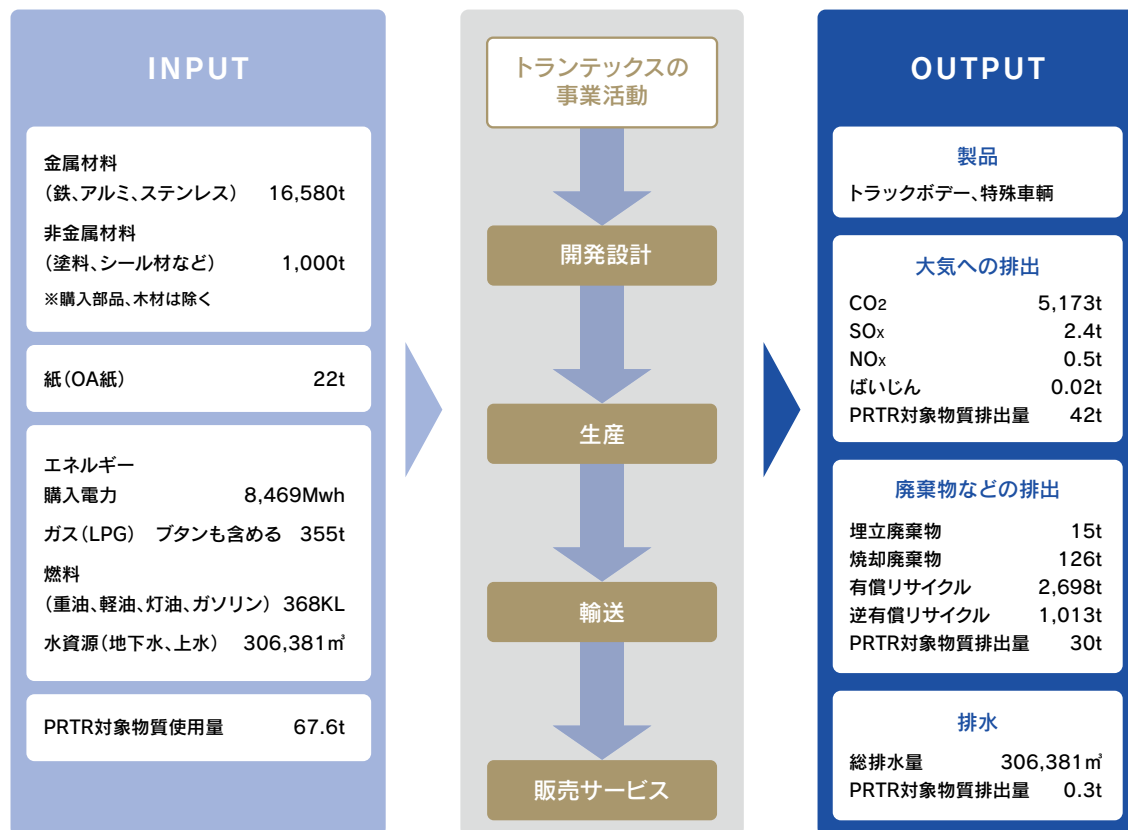 INPUT
金属材料
(鉄、アルミ、ステンレス) 16,580t
非金属材料
(塗料、シール材など) 1,000t
※購入部品、木材は除く
紙(OA紙) 22t
エネルギー
購入電力 8,469Mwh
ガス(LPG) ブタンも含める 355t
燃料
(重油、軽油、灯油、ガソリン) 368KL
水資源(地下水、上水) 306,381㎥
PRTR対象物質使用量 67.6t
トランテックスの
事業活動
開発設計
生産
輸送
販売サービス
OUTPUT
製品
トラックボデー、特殊車輌
大気への排出
CO2 5,173t
SOx 2.4t
NOx 0.5t
ばいじん 0.02t
PRTR対象物質排出量 42t
廃棄物などの排出
埋立廃棄物 15t
焼却廃棄物 126t
有償リサイクル 2,698t
逆有償リサイクル 1,013t
PRTR対象物質排出量 30t
排水
総排水量 306,381㎥
PRTR対象物質排出量 0.3t